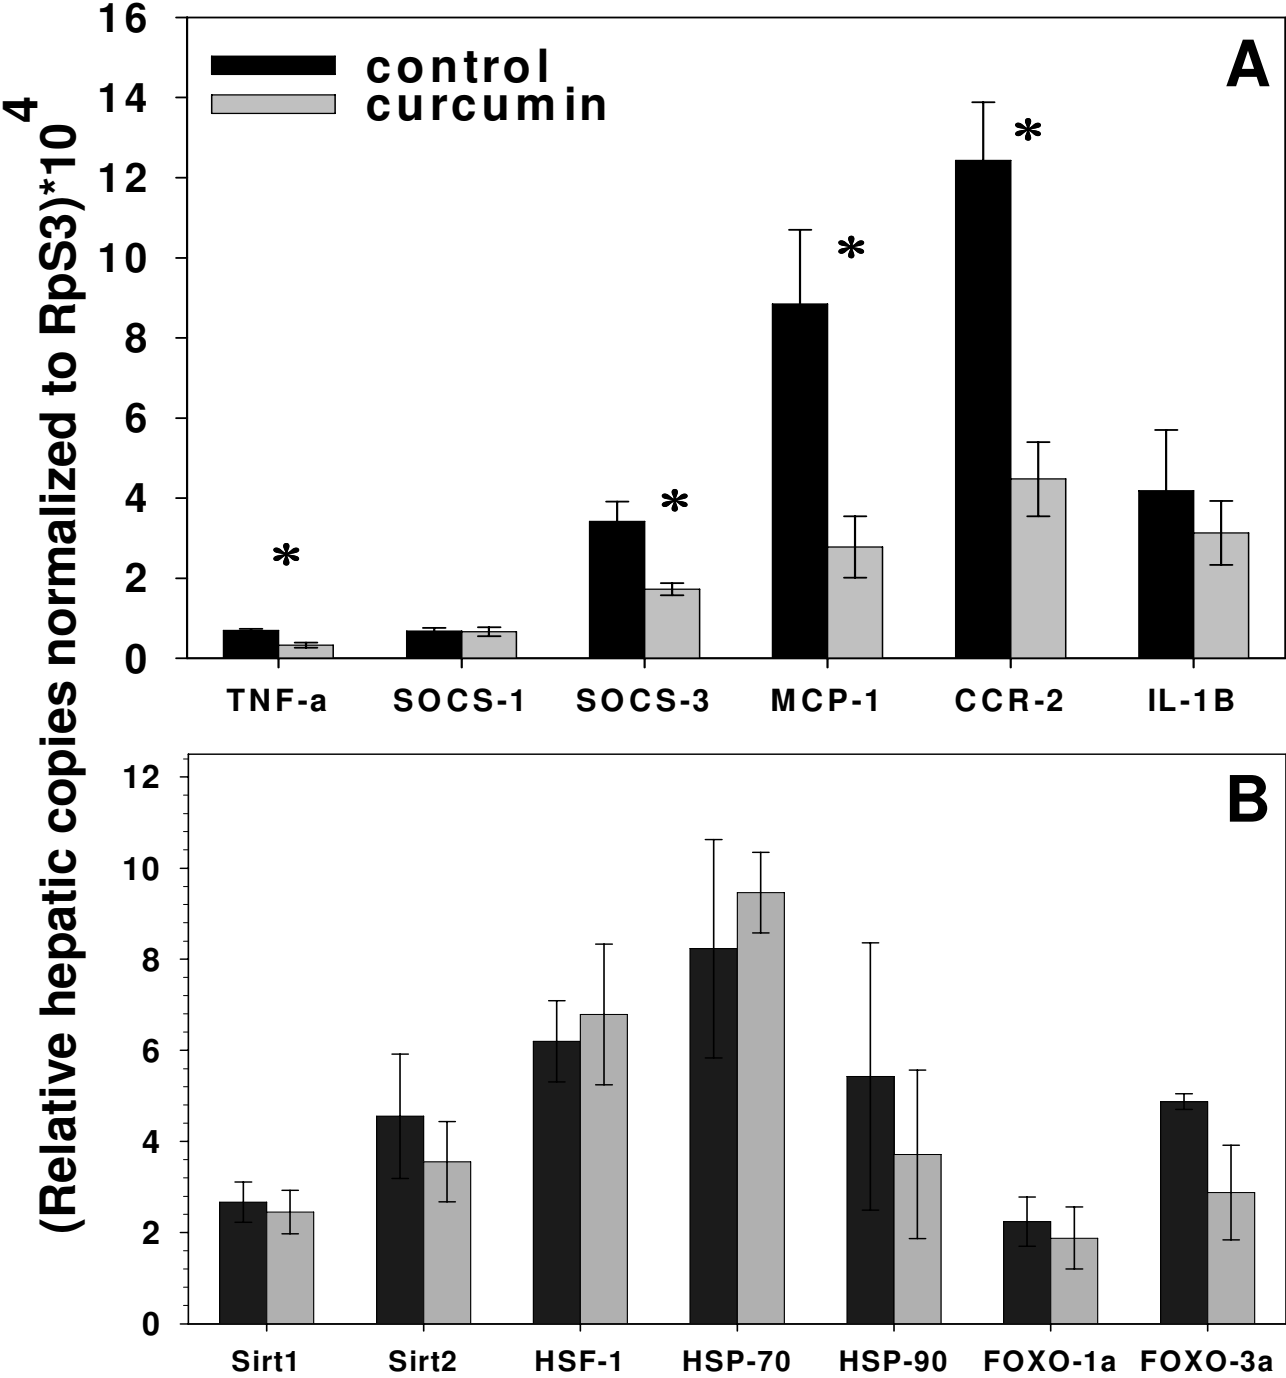 (Relative hepatic copies normalized to RpS3)*10^4
A
control
curcumin
16
14
12
10
8
6
4
2
0
*
*
*
*
TNF-a SOCS-1 SOCS-3 MCP-1 CCR-2 IL-1B
B
12
10
8
6
4
2
0
Sirt1 Sirt2 HSF-1 HSP-70 HSP-90 FOXO-1a FOXO-3a